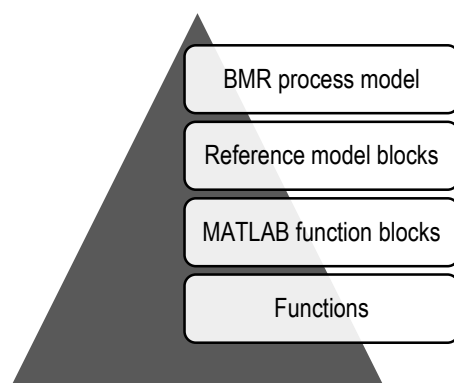 BMR process model
Reference model blocks
MATLAB function blocks
Functions